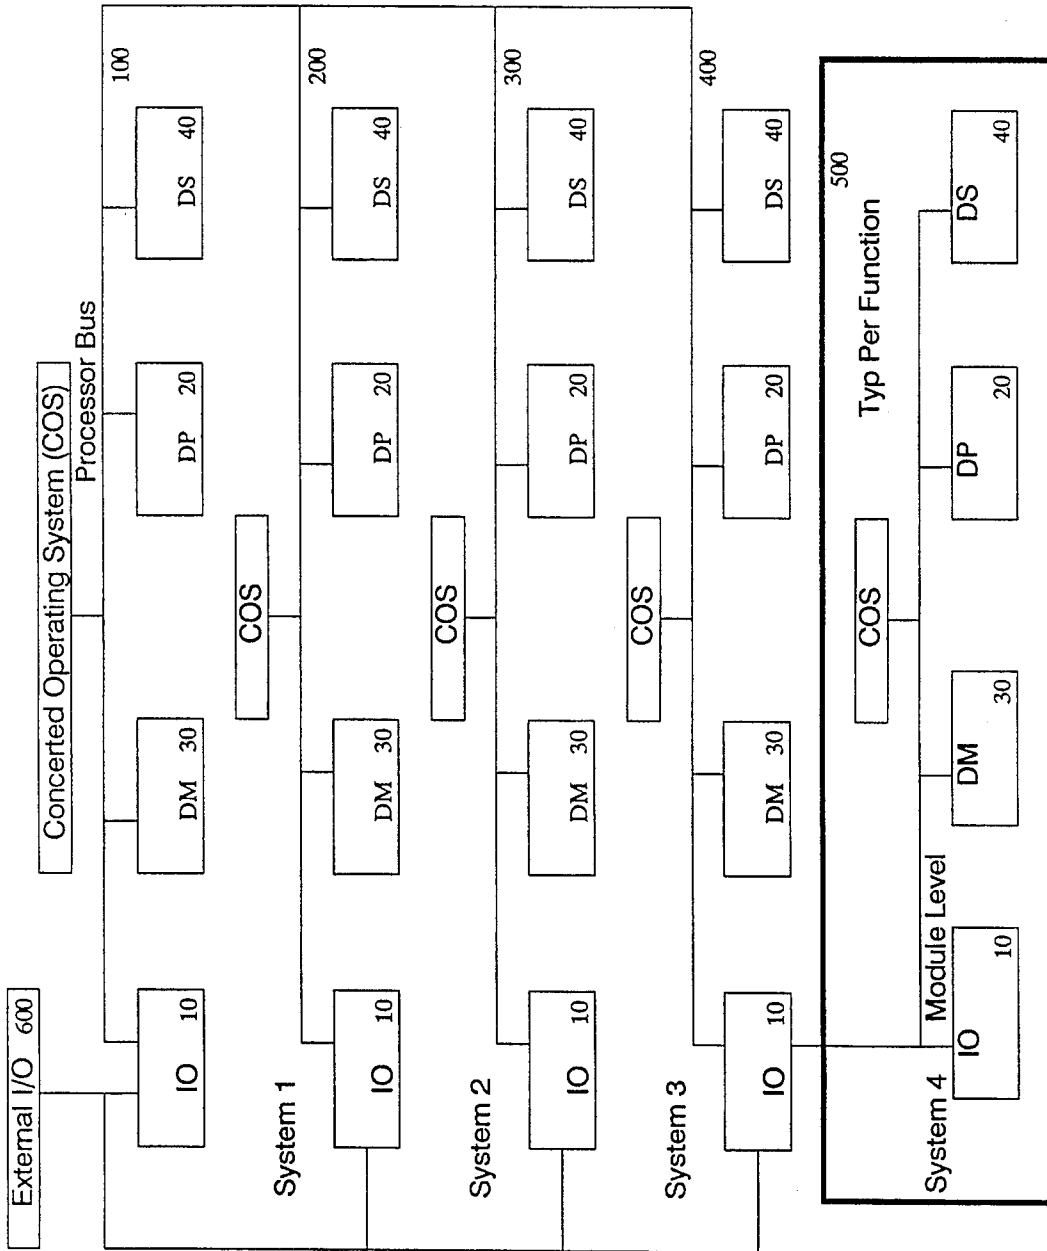 External I/O 600
Concerted Operating System (COS)
Processor Bus
100
IO 10
DM 30
DP 20
DS 40
COS
System 1
200
IO 10
DM 30
DP 20
DS 40
COS
System 2
300
IO 10
DM 30
DP 20
DS 40
COS
System 3
400
IO 10
DM 30
DP 20
DS 40
500
COS
Typ Per Function
System 4
Module Level
IO 10
DM 30
DP 20
DS 40